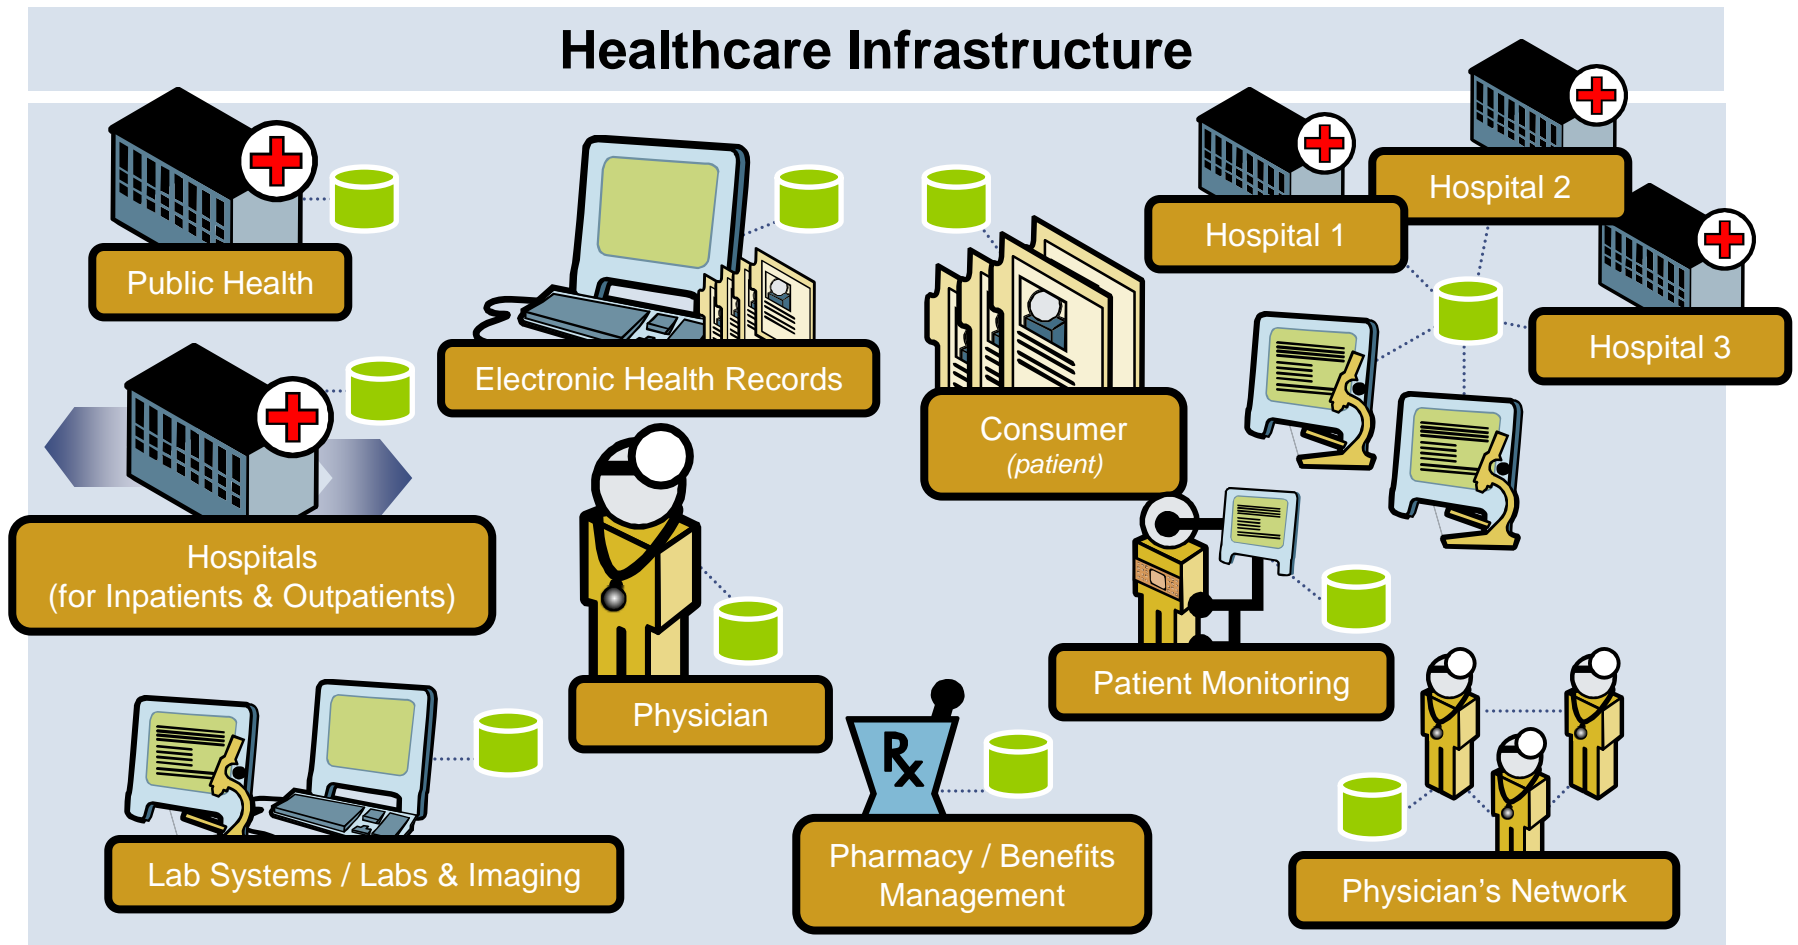 Healthcare Infrastructure
Public Health
Electronic Health Records
Consumer
(patient)
Hospital 1
Hospital 2
Hospital 3
Hospitals
(for Inpatients & Outpatients)
Physician
Patient Monitoring
Lab Systems / Labs & Imaging
Rx
Pharmacy / Benefits
Management
Physician’s Network